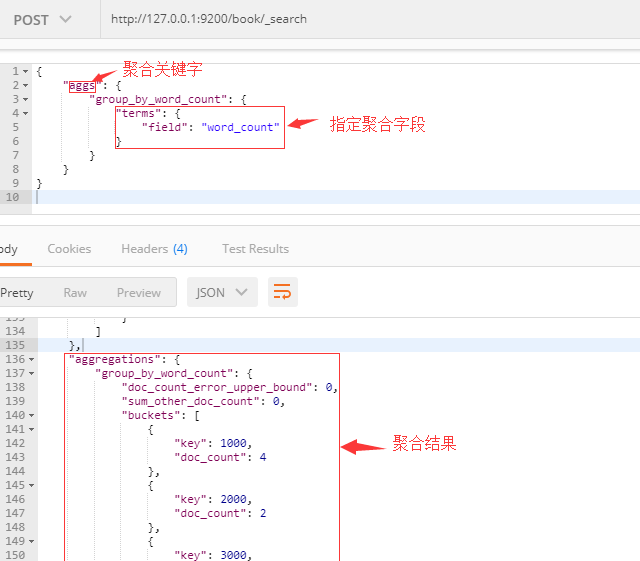 POST http://127.0.0.1:9200/book/_search
1 {
2 "aggs": { 聚合关键字
3 "group_by_word_count": {
4 "terms": {
5 "field": "word_count" 指定聚合字段
6 }
7 }
8 }
9 }
10
ody Cookies Headers (4) Test Results
Pretty Raw Preview JSON
133 }
134 ]
135 },
136 "aggregations": {
137 "group_by_word_count": {
138 "doc_count_error_upper_bound": 0,
139 "sum_other_doc_count": 0,
140 "buckets": [
141 {
142 "key": 1000, 聚合结果
143 "doc_count": 4
144 },
145 {
146 "key": 2000,
147 "doc_count": 2
148 },
149 {
150 "key": 3000,